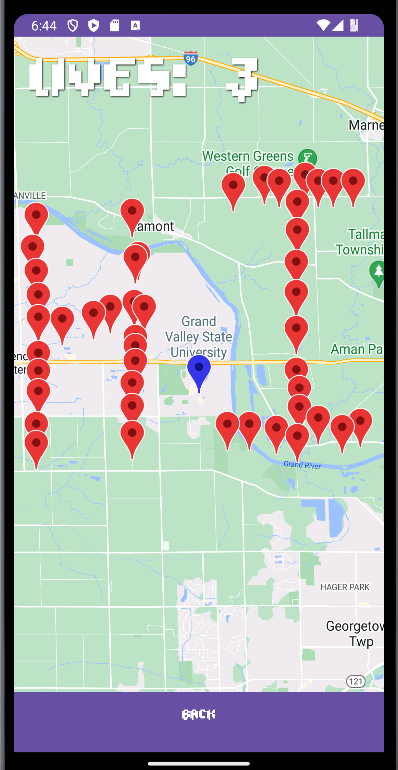 6:44
LIVES: 3
96
Marne
Western Greens
Golf
ANVILLE
amont
Tallma
Township
Grand
Valley State
University
Aman Pa
Grand River
HAGER PARK
Georgetow
Twp
121
BACK